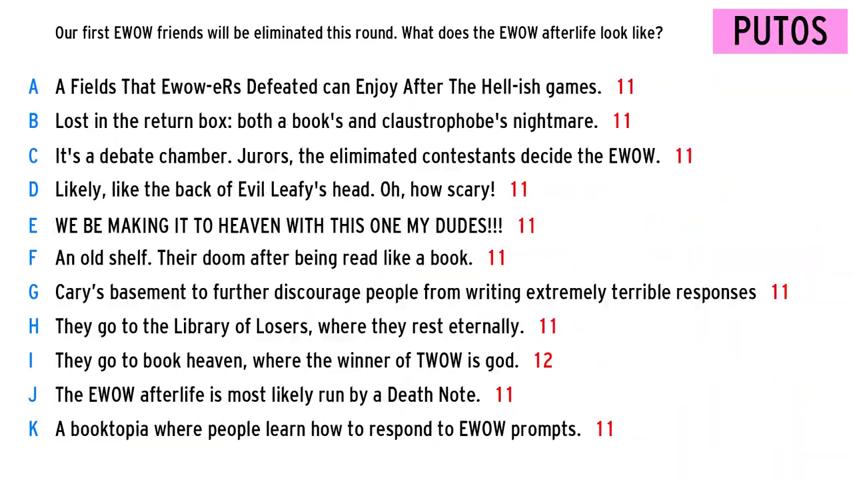 Our first EWOW friends will be eliminated this round. What does the EWOW afterlife look like?
PUTOS
A A Fields That Ewow-eRs Defeated can Enjoy After The Hell-ish games. 11
B Lost in the return box: both a book's and claustrophobe's nightmare. 11
C It's a debate chamber. Jurors, the elimimated contestants decide the EWOW. 11
D Likely, like the back of Evil Leafy's head. Oh, how scary! 11
E WE BE MAKING IT TO HEAVEN WITH THIS ONE MY DUDES!!! 11
F An old shelf. Their doom after being read like a book. 11
G Cary’s basement to further discourage people from writing extremely terrible responses 11
H They go to the Library of Losers, where they rest eternally. 11
I They go to book heaven, where the winner of TWOW is god. 12
J The EWOW afterlife is most likely run by a Death Note. 11
K A booktopia where people learn how to respond to EWOW prompts. 11